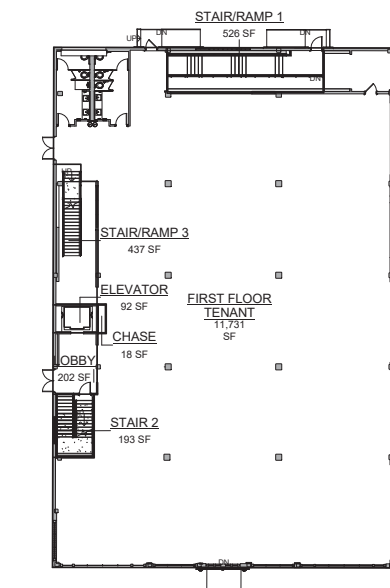 STAIR/RAMP 1
526 SF
UP
DN
DN
DN
UP
STAIR/RAMP 3
437 SF
ELEVATOR
92 SF
FIRST FLOOR
TENANT
11,731
SF
CHASE
18 SF
LOBBY
202 SF
STAIR 2
193 SF
DN